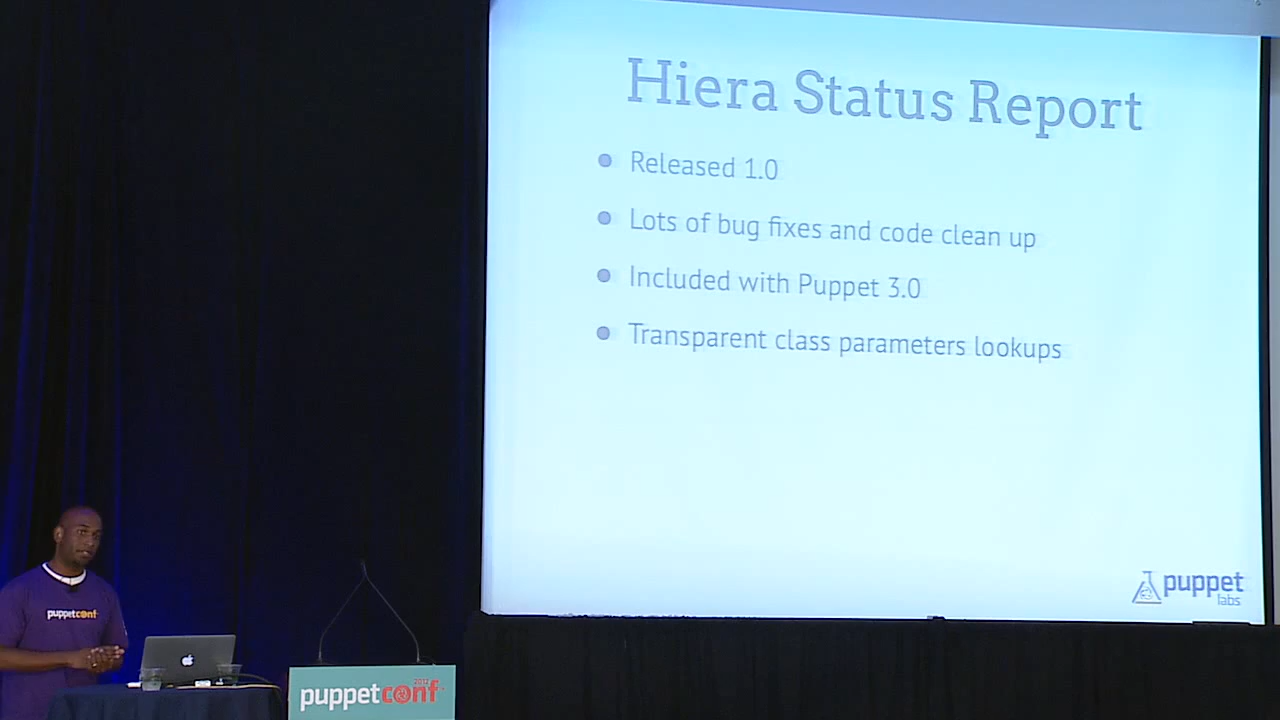 Hiera Status Report
Released 1.0
Lots of bug fixes and code clean up
Included with Puppet 3.0
Transparent class parameters lookups
puppet
labs
puppetconf
2012
puppetconf